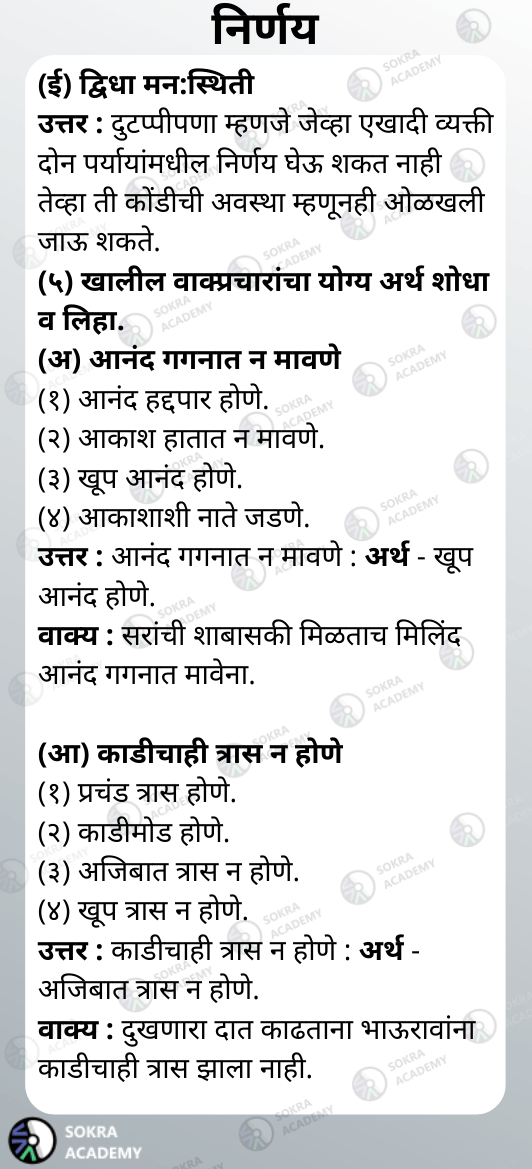 निर्णय
(ई) द्विधा मन:स्थिती
उत्तर : दुटप्पीपणा म्हणजे जेव्हा एखादी व्यक्ती
दोन पर्यायांमधील निर्णय घेऊ शकत नाही
तेव्हा ती कोंडीची अवस्था म्हणूनही ओळखली
जाऊ शकते.
(५) खालील वाक्प्रचारांचा योग्य अर्थ शोधा
व लिहा.
(अ) आनंद गगनात न मावणे
(१) आनंद हद्दपार होणे.
(२) आकाश हातात न मावणे.
(३) खूप आनंद होणे.
(४) आकाशाशी नाते जडणे.
उत्तर : आनंद गगनात न मावणे : अर्थ - खूप
आनंद होणे.
वाक्य : सरांची शाबासकी मिळताच मिलिंद
आनंद गगनात मावेना.
(आ) काडीचाही त्रास न होणे
(१) प्रचंड त्रास होणे.
(२) काडीमोड होणे.
(३) अजिबात त्रास न होणे.
(४) खूप त्रास न होणे.
उत्तर : काडीचाही त्रास न होणे : अर्थ -
अजिबात त्रास न होणे.
वाक्य : दुखणारा दात काढताना भाऊरावांना
काडीचाही त्रास झाला नाही.
SOKRA
ACADEMY